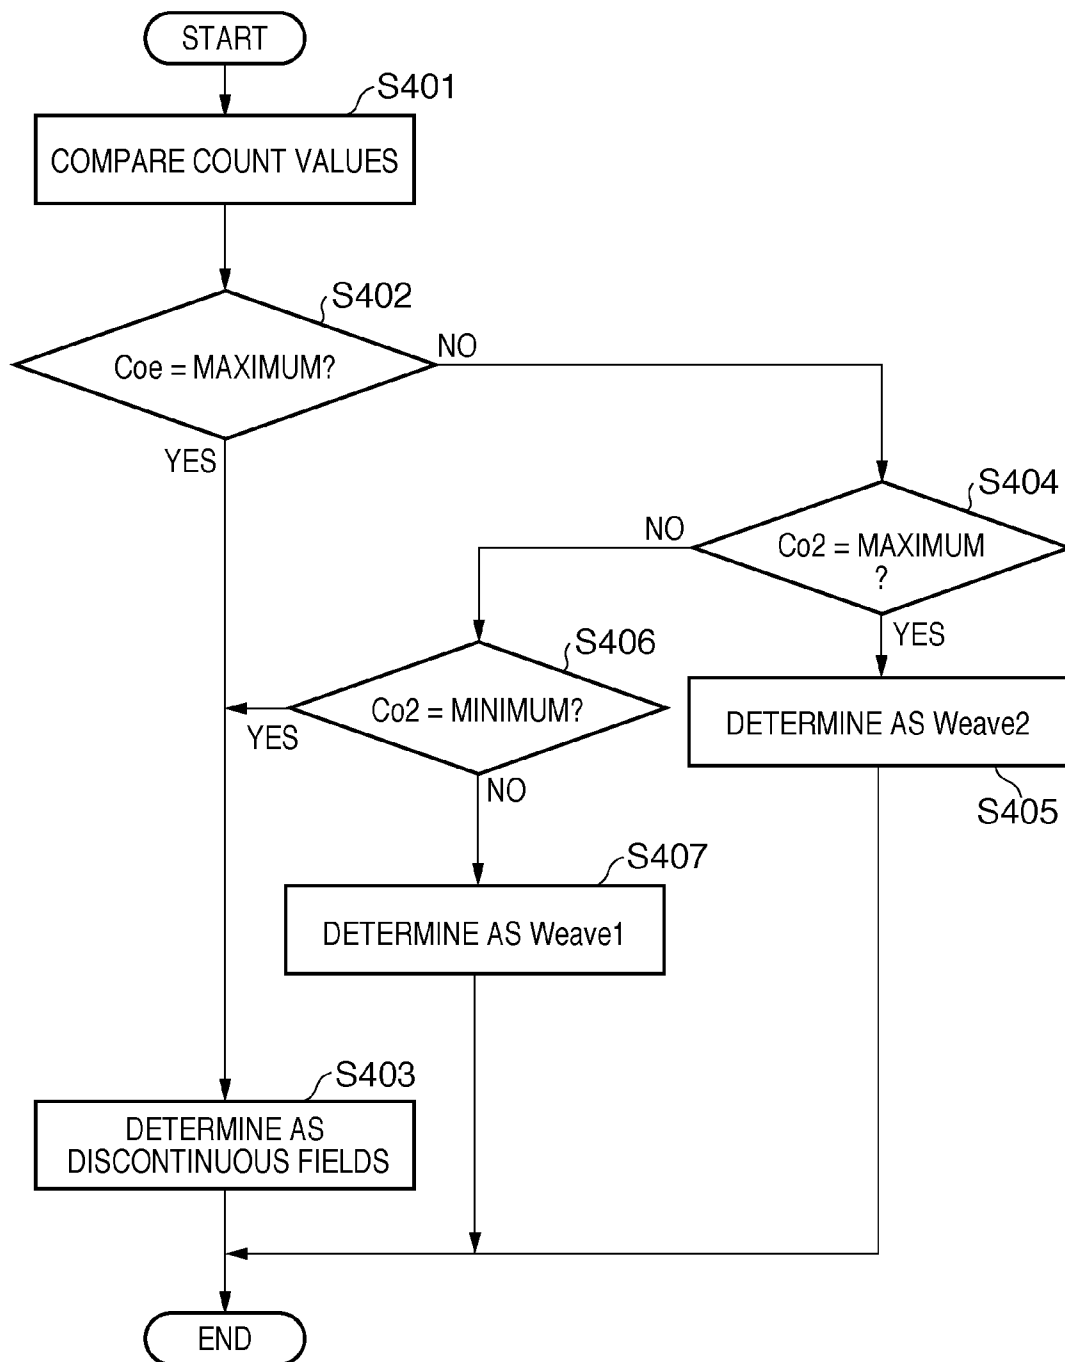 START
S401
COMPARE COUNT VALUES
S402
Coe = MAXIMUM?
NO
YES
S404
Co2 = MAXIMUM
?
NO
YES
S406
Co2 = MINIMUM?
YES
NO
DETERMINE AS Weave2
S405
S407
DETERMINE AS Weave1
S403
DETERMINE AS
DISCONTINUOUS FIELDS
END